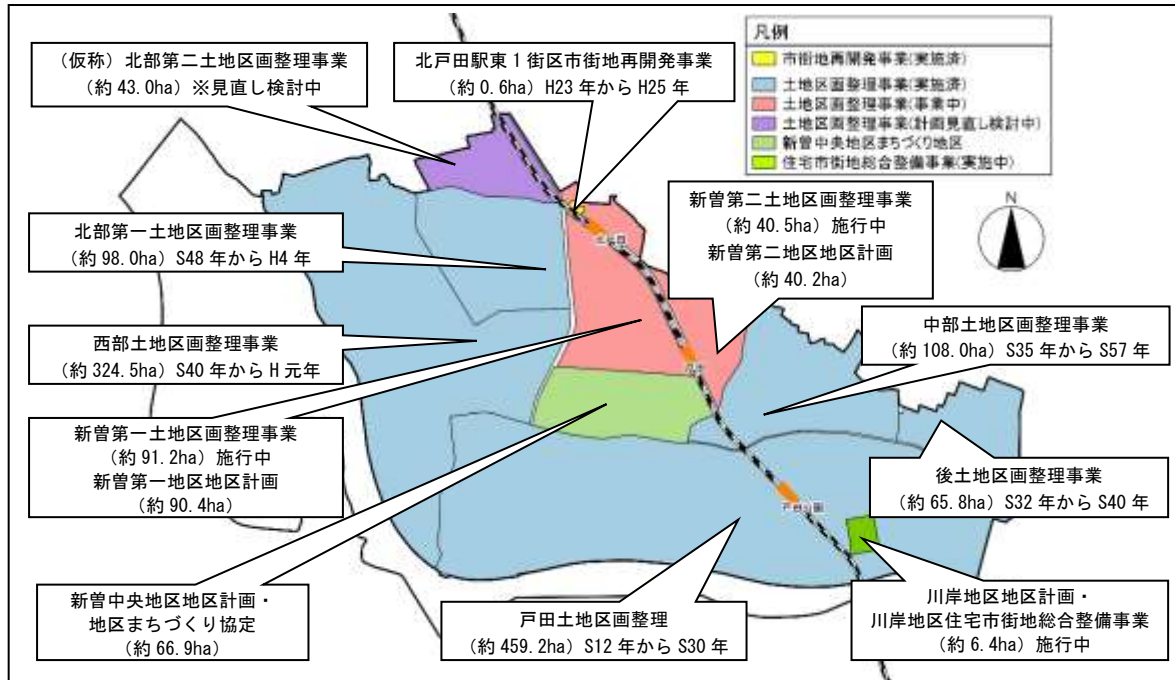 （仮称）北部第二土地区画整理事業
（約 43.0ha）※見直し検討中
北戸田駅東 1 街区市街地再開発事業
（約 0.6ha）H23 年から H25 年
凡例
市街地再開発事業(実施済)
土地区画整理事業(実施済)
土地区画整理事業(事業中)
土地区画整理事業(計画見直し検討中)
新曽中央地区まちづくり地区
住宅市街地総合整備事業(実施中)
N
北部第一土地区画整理事業
（約 98.0ha）S48 年から H4 年
新曽第二土地区画整理事業
（約 40.5ha）施行中
新曽第二地区地区計画
（約 40.2ha）
西部土地区画整理事業
（約 324.5ha）S40 年から H 元年
中部土地区画整理事業
（約 108.0ha）S35 年から S57 年
新曽第一土地区画整理事業
（約 91.2ha）施行中
新曽第一地区地区計画
（約 90.4ha）
後土地区画整理事業
（約 65.8ha）S32 年から S40 年
戸田公園
新曽中央地区地区計画・
地区まちづくり協定
（約 66.9ha）
戸田土地区画整理
（約 459.2ha）S12 年から S30 年
川岸地区地区計画・
川岸地区住宅市街地総合整備事業
（約 6.4ha）施行中